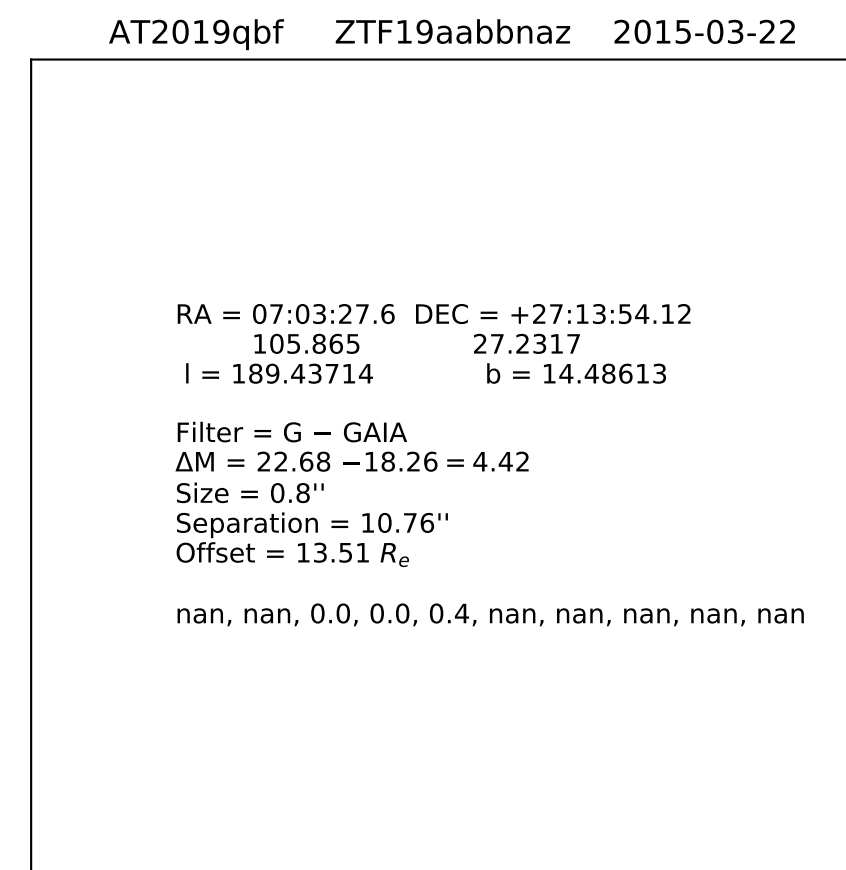 AT2019qbf ZTF19aabbnaz 2015-03-22
RA = 07:03:27.6 DEC = +27:13:54.12
105.865 27.2317
l = 189.43714 b = 14.48613
Filter = G − GAIA
ΔM = 22.68 −18.26 = 4.42
Size = 0.8''
Separation = 10.76''
Offset = 13.51 Re
nan, nan, 0.0, 0.0, 0.4, nan, nan, nan, nan, nan